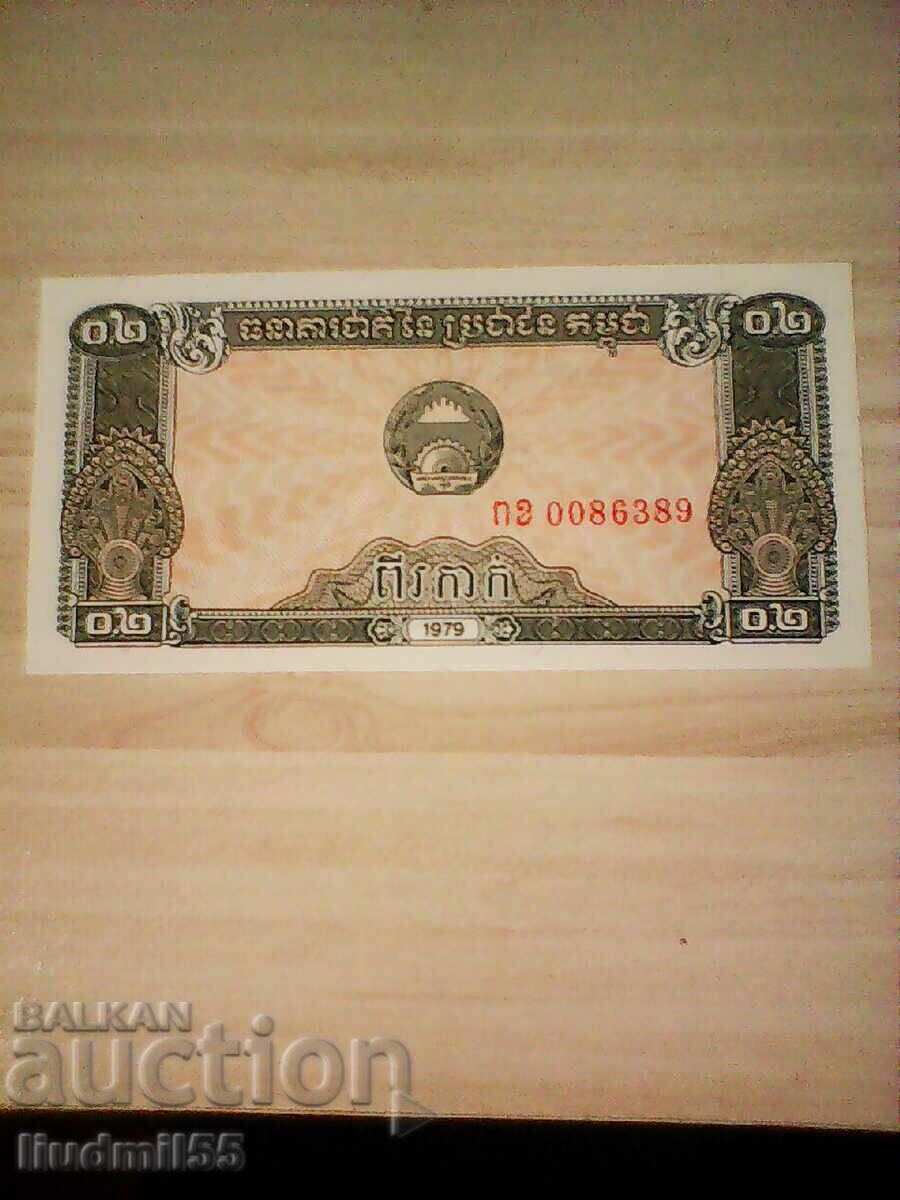 ០.២ ធនាគារជាតិ នៃ ប្រជាជន កម្ពុជា ០.២
កខ 0086389
ពីរកាក់
០.២ 1979 ០.២
BALKAN
auction
liudmil55